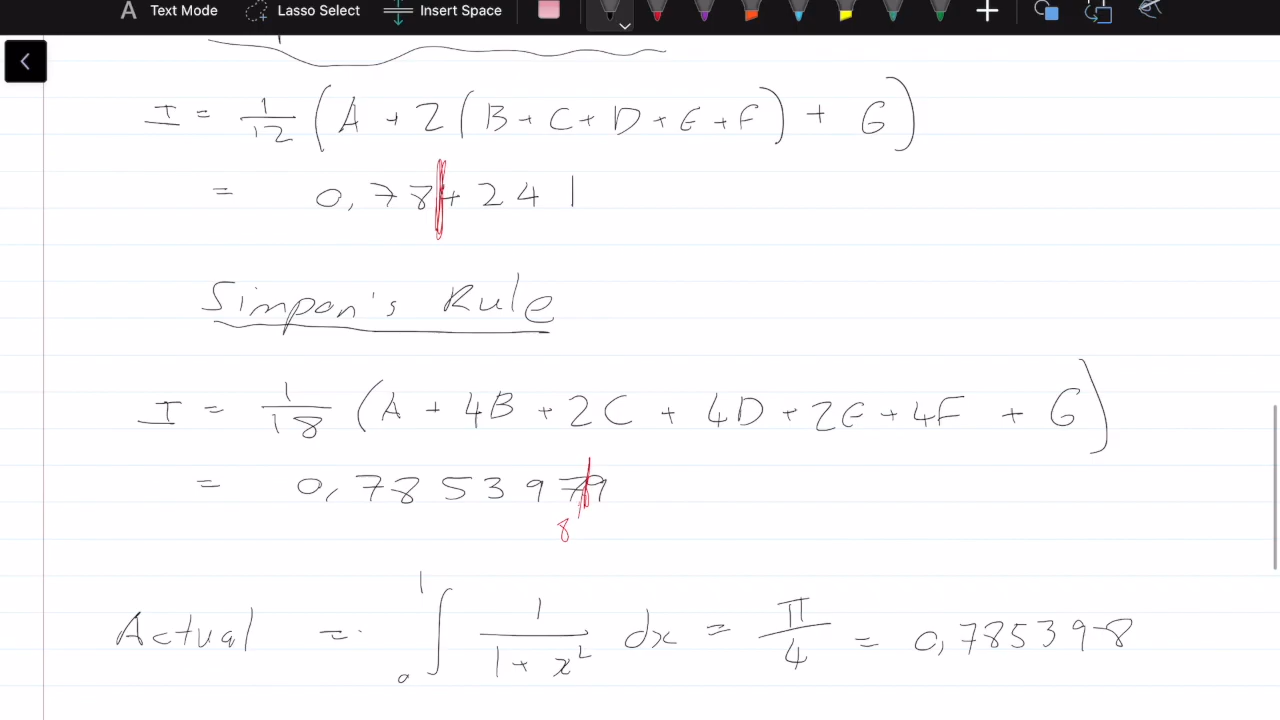 Text Mode Lasso Select Insert Space
I = 1/12 (A + 2(B + C + D + E + F) + G)
= 0,784241
Simpon's Rule
I = 1/18 (A + 4B + 2C + 4D + 2E + 4F + G)
= 0,7853979
8
Actual = ∫₀¹ 1/(1 + x²) dx = π/4 = 0,785398